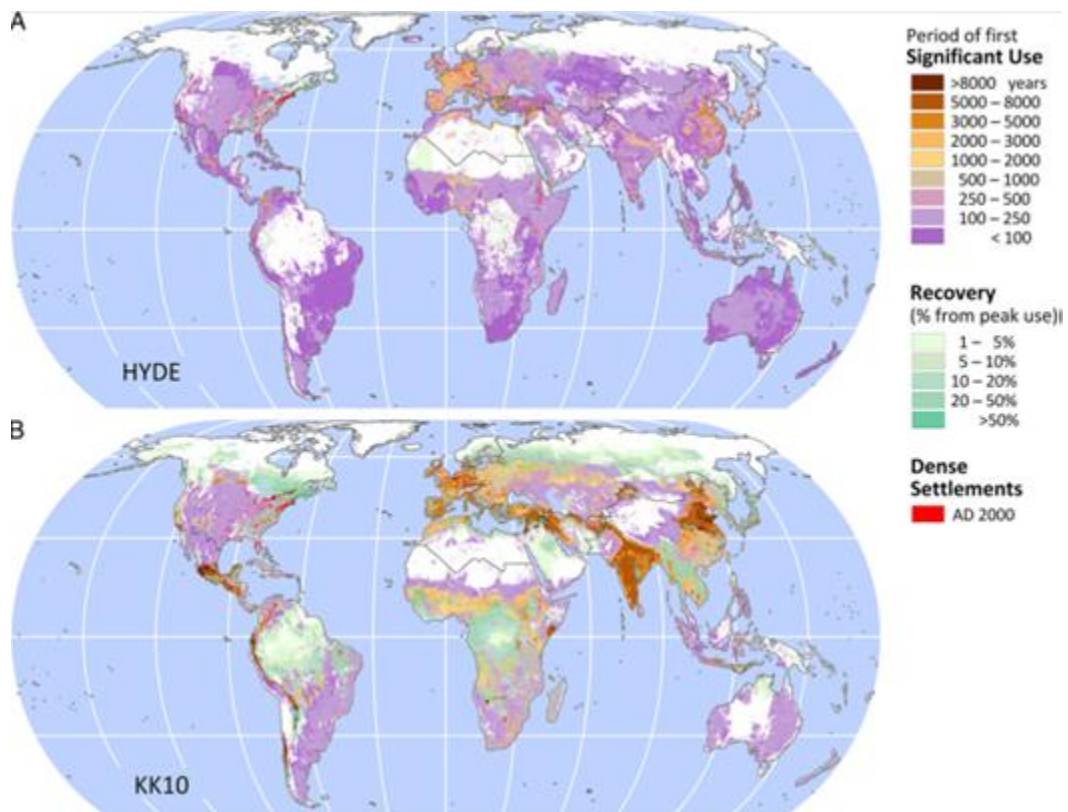 A
HYDE
B
KK10
Period of first
Significant Use
>8000 years
5000 – 8000
3000 – 5000
2000 – 3000
1000 – 2000
500 – 1000
250 – 500
100 – 250
< 100
Recovery
(% from peak use)
1 – 5%
5 – 10%
10 – 20%
20 – 50%
>50%
Dense
Settlements
AD 2000